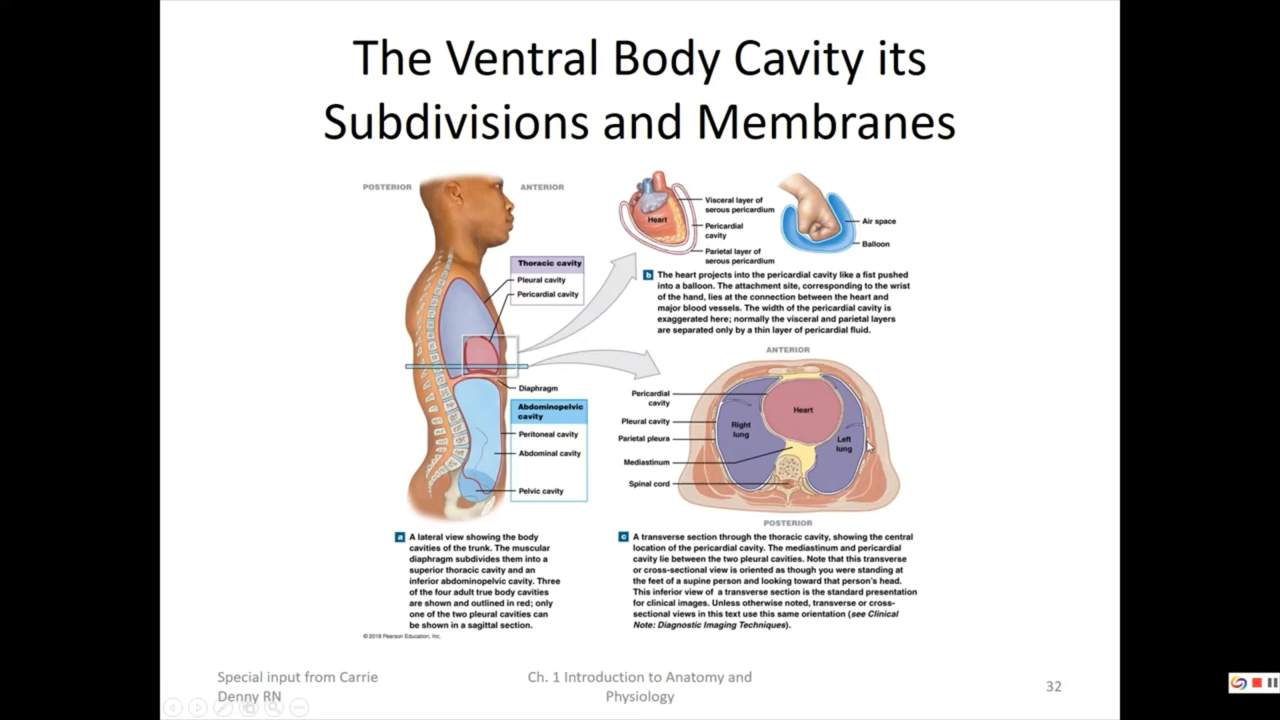 The Ventral Body Cavity its
Subdivisions and Membranes
POSTERIOR
ANTERIOR
Thoracic cavity
Pleural cavity
Pericardial cavity
Diaphragm
Abdominopelvic
cavity
Peritoneal cavity
Abdominal cavity
Pelvic cavity
a A lateral view showing the body
cavities of the trunk. The muscular
diaphragm subdivides them into a
superior thoracic cavity and an
inferior abdominopelvic cavity. Three
of the four adult true body cavities
are shown and outlined in red; only
one of the two pleural cavities can
be shown in a sagittal section.
© 2018 Pearson Education, Inc.
Heart
Visceral layer of
serous pericardium
Pericardial
cavity
Parietal layer of
serous pericardium
Air space
Balloon
b The heart projects into the pericardial cavity like a fist pushed
into a balloon. The attachment site, corresponding to the wrist
of the hand, lies at the connection between the heart and
major blood vessels. The width of the pericardial cavity is
exaggerated here; normally the visceral and parietal layers
are separated only by a thin layer of pericardial fluid.
ANTERIOR
Pericardial
cavity
Pleural cavity
Parietal pleura
Mediastinum
Spinal cord
Heart
Right
lung
Left
lung
POSTERIOR
c A transverse section through the thoracic cavity, showing the central
location of the pericardial cavity. The mediastinum and pericardial
cavity lie between the two pleural cavities. Note that this transverse
or cross-sectional view is oriented as though you were standing at
the feet of a supine person and looking toward that person's head.
This inferior view of a transverse section is the standard presentation
for clinical images. Unless otherwise noted, transverse or cross-
sectional views in this text use this same orientation (see Clinical
Note: Diagnostic Imaging Techniques).
Special input from Carrie
Denny RN
Ch. 1 Introduction to Anatomy and
Physiology
32